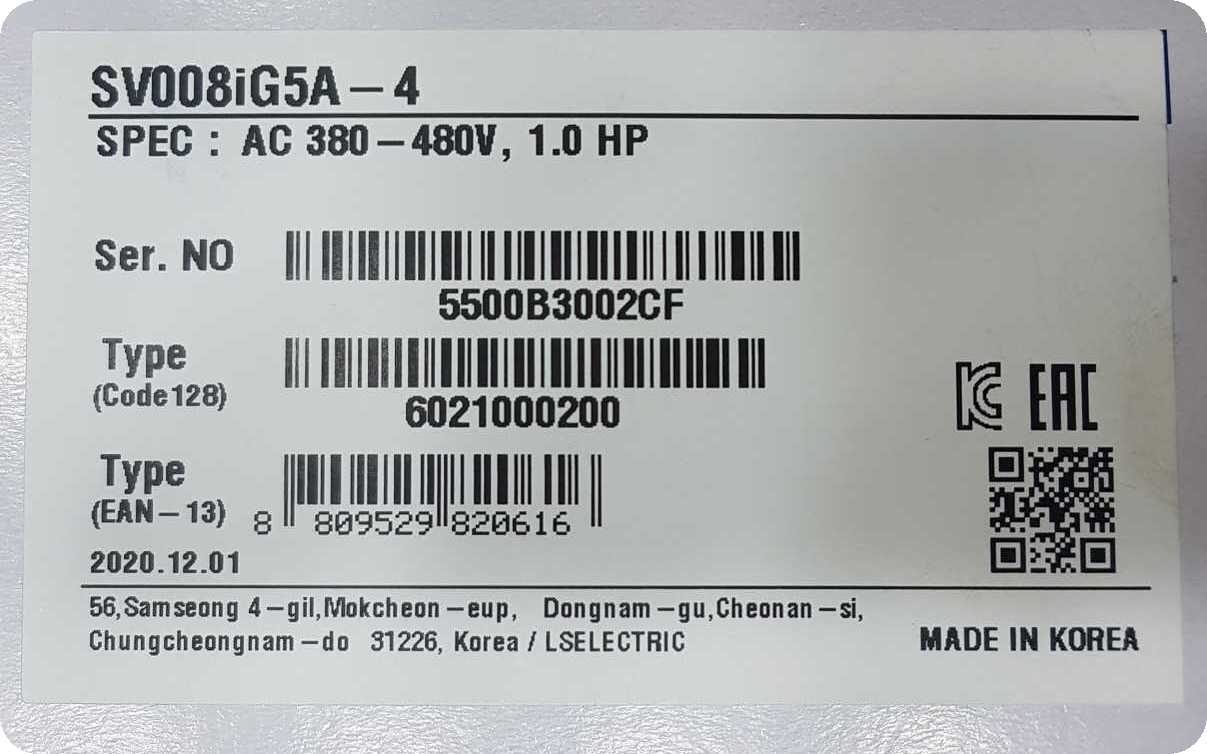 SV008iG5A-4
SPEC : AC 380-480V, 1.0 HP
Ser. NO
5500B3002CF
Type
(Code128)
6021000200
EAC
Type
(EAN-13)
8 809529 820616
2020.12.01
56,Samseong 4-gil,Mokcheon-eup, Dongnam-gu,Cheonan-si,
Chungcheongnam-do 31226, Korea / LSELECTRIC
MADE IN KOREA